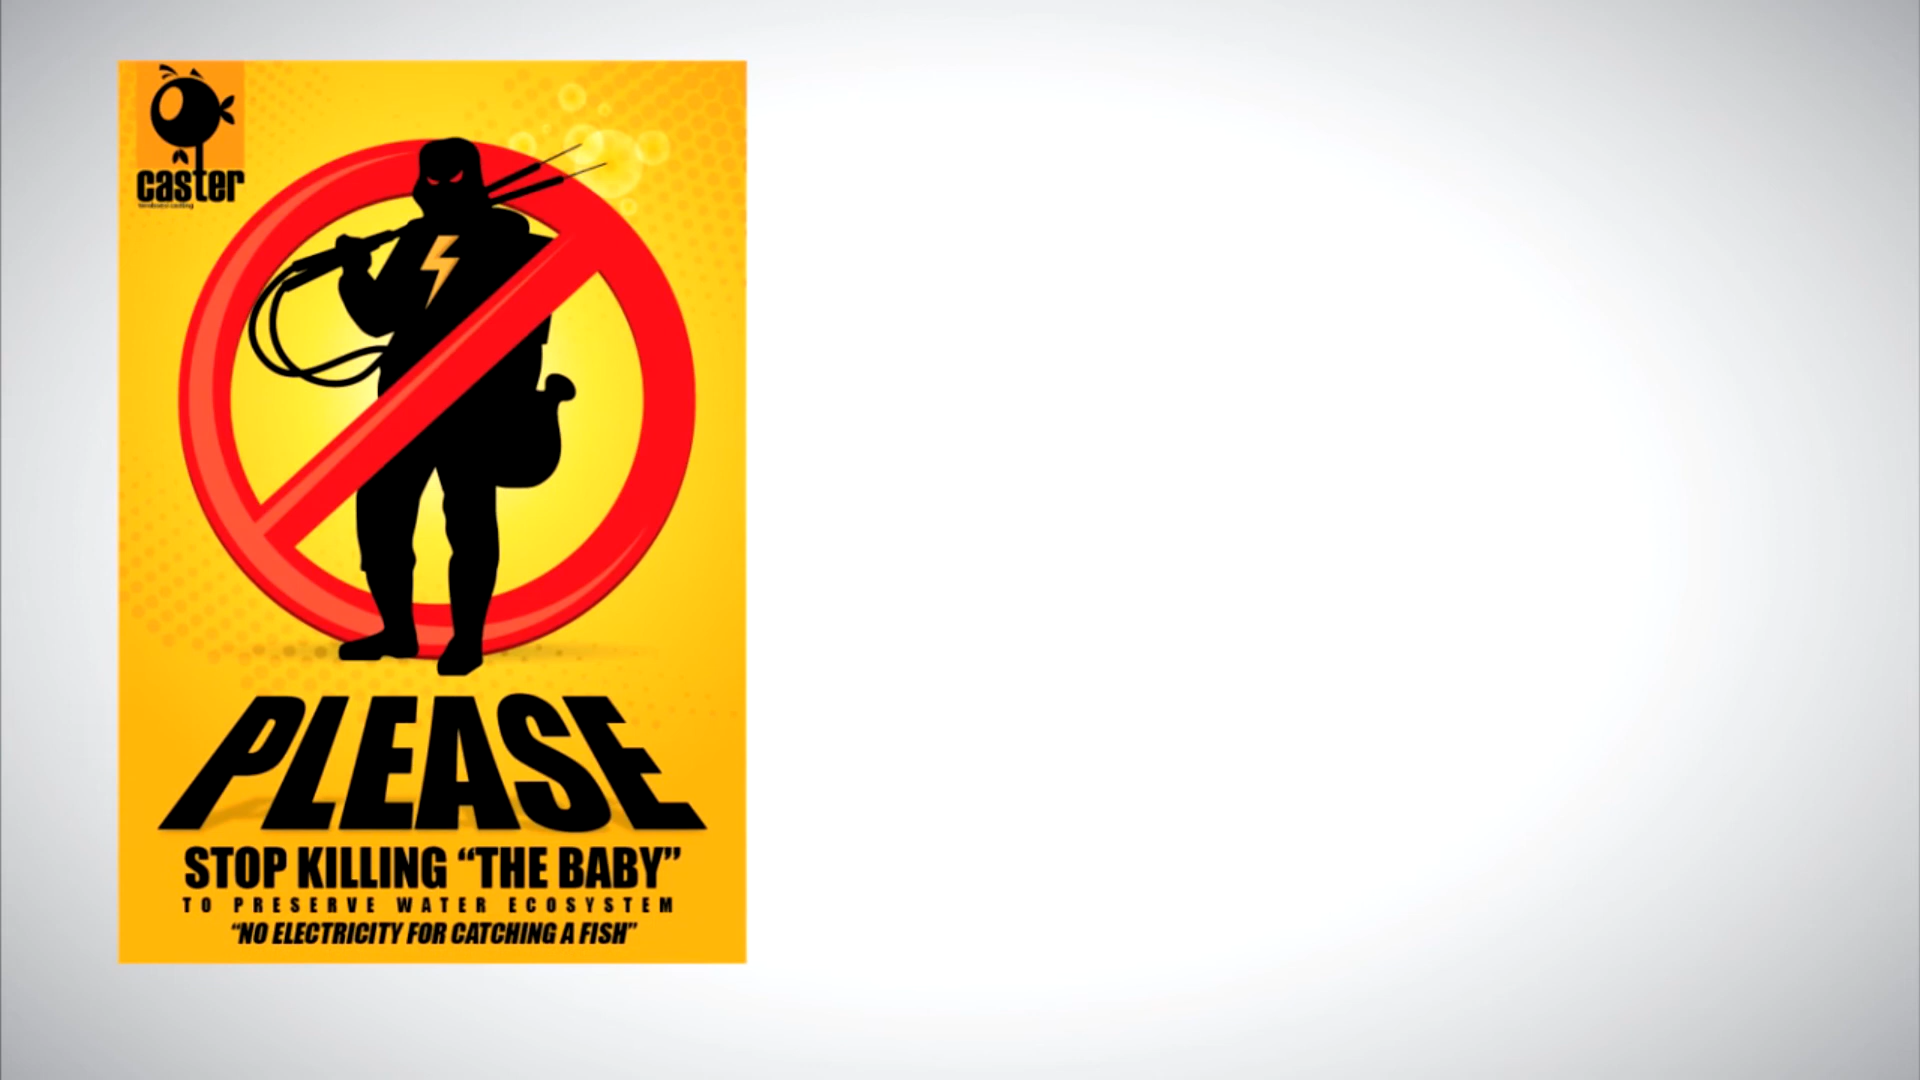 caster
PLEASE
STOP KILLING “THE BABY”
TO PRESERVE WATER ECOSYSTEM
“NO ELECTRICITY FOR CATCHING A FISH”